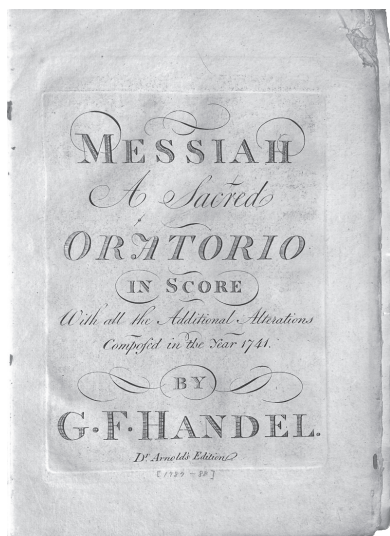 MESSIAH
A Sacred
ORATORIO
IN SCORE
With all the Additional Alterations
Compoſed in the Year 1741.
BY
G·F·HANDEL.
Dr. Arnold's Edition